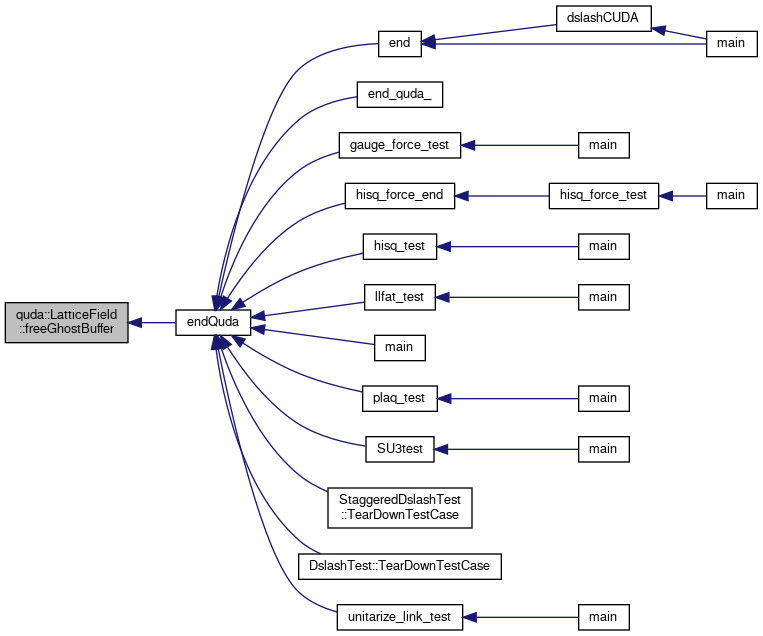 dslashCUDA
end
main
end_quda_
gauge_force_test
main
hisq_force_end
hisq_force_test
main
hisq_test
main
llfat_test
main
quda::LatticeField
::freeGhostBuffer
endQuda
main
plaq_test
main
SU3test
main
StaggeredDslashTest
::TearDownTestCase
DslashTest::TearDownTestCase
unitarize_link_test
main